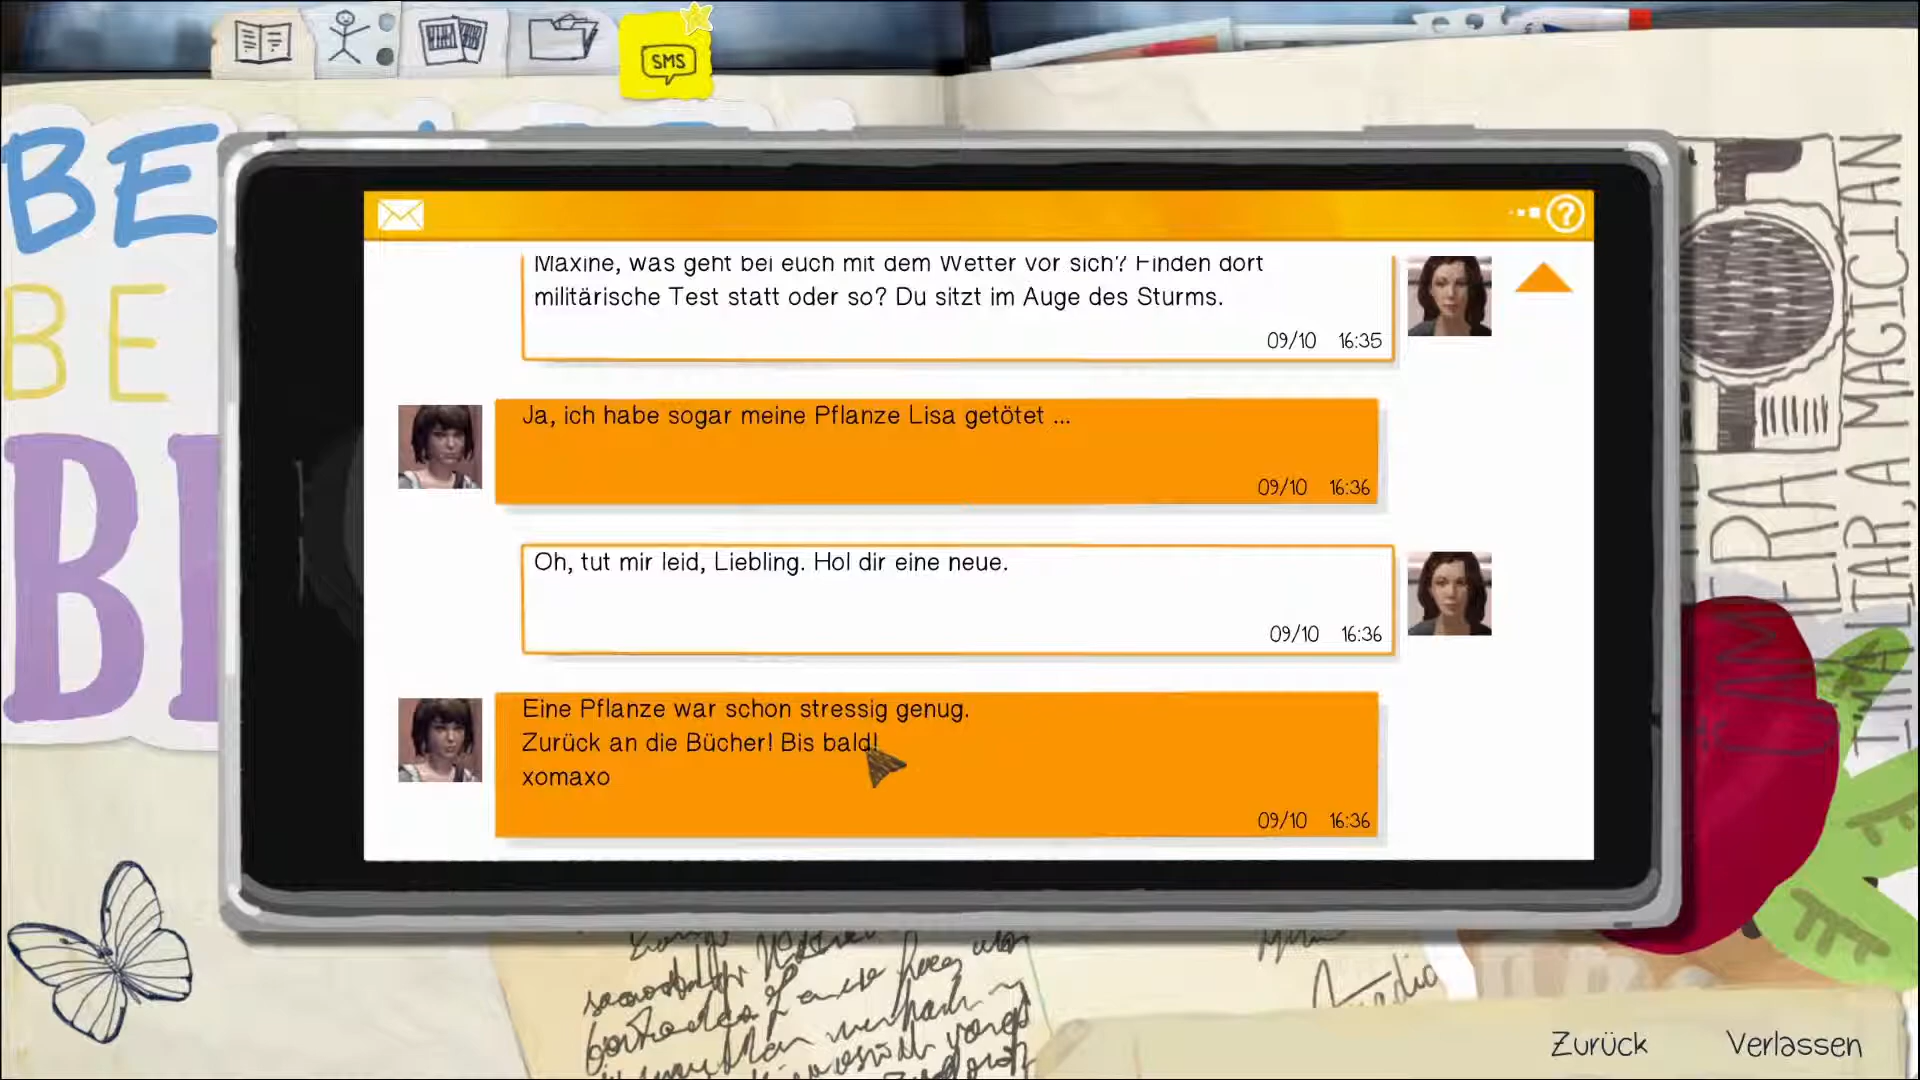 SMS
BE
BE
Maxine, was geht bei euch mit dem Wetter vor sich? Finden dort
militärische Test statt oder so? Du sitzt im Auge des Sturms.
09/10 16:35
Ja, ich habe sogar meine Pflanze Lisa getötet ...
09/10 16:36
Oh, tut mir leid, Liebling. Hol dir eine neue.
09/10 16:36
Eine Pflanze war schon stressig genug.
Zurück an die Bücher! Bis bald!
xomaxo
09/10 16:36
LIAR, A MAGICIAN
Zurück Verlassen